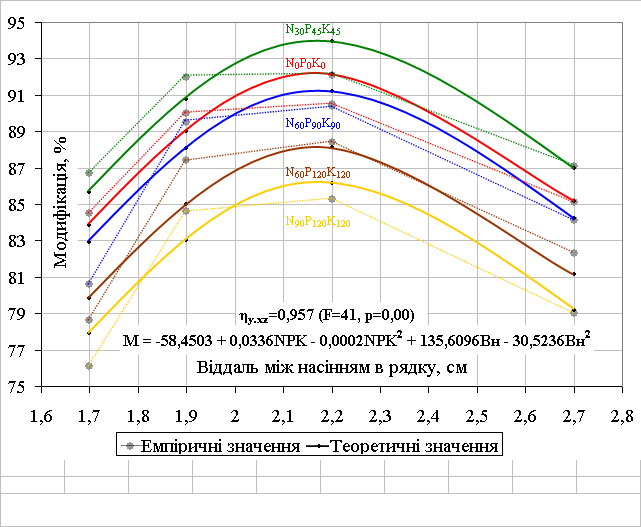 95
93
91
89
87
85
83
81
79
77
75
Модифікація, %
N30P45K45
N0P0K0
N60P90K90
N60P120K120
N90P120K120
ηy.xz=0,957 (F=41, p=0,00)
М = -58,4503 + 0,0336NPK - 0,0002NPK² + 135,6096Вн - 30,5236Вн²
Віддаль між насінням в рядку, см
1,6 1,7 1,8 1,9 2 2,1 2,2 2,3 2,4 2,5 2,6 2,7 2,8
Емпіричні значення Теоретичні значення